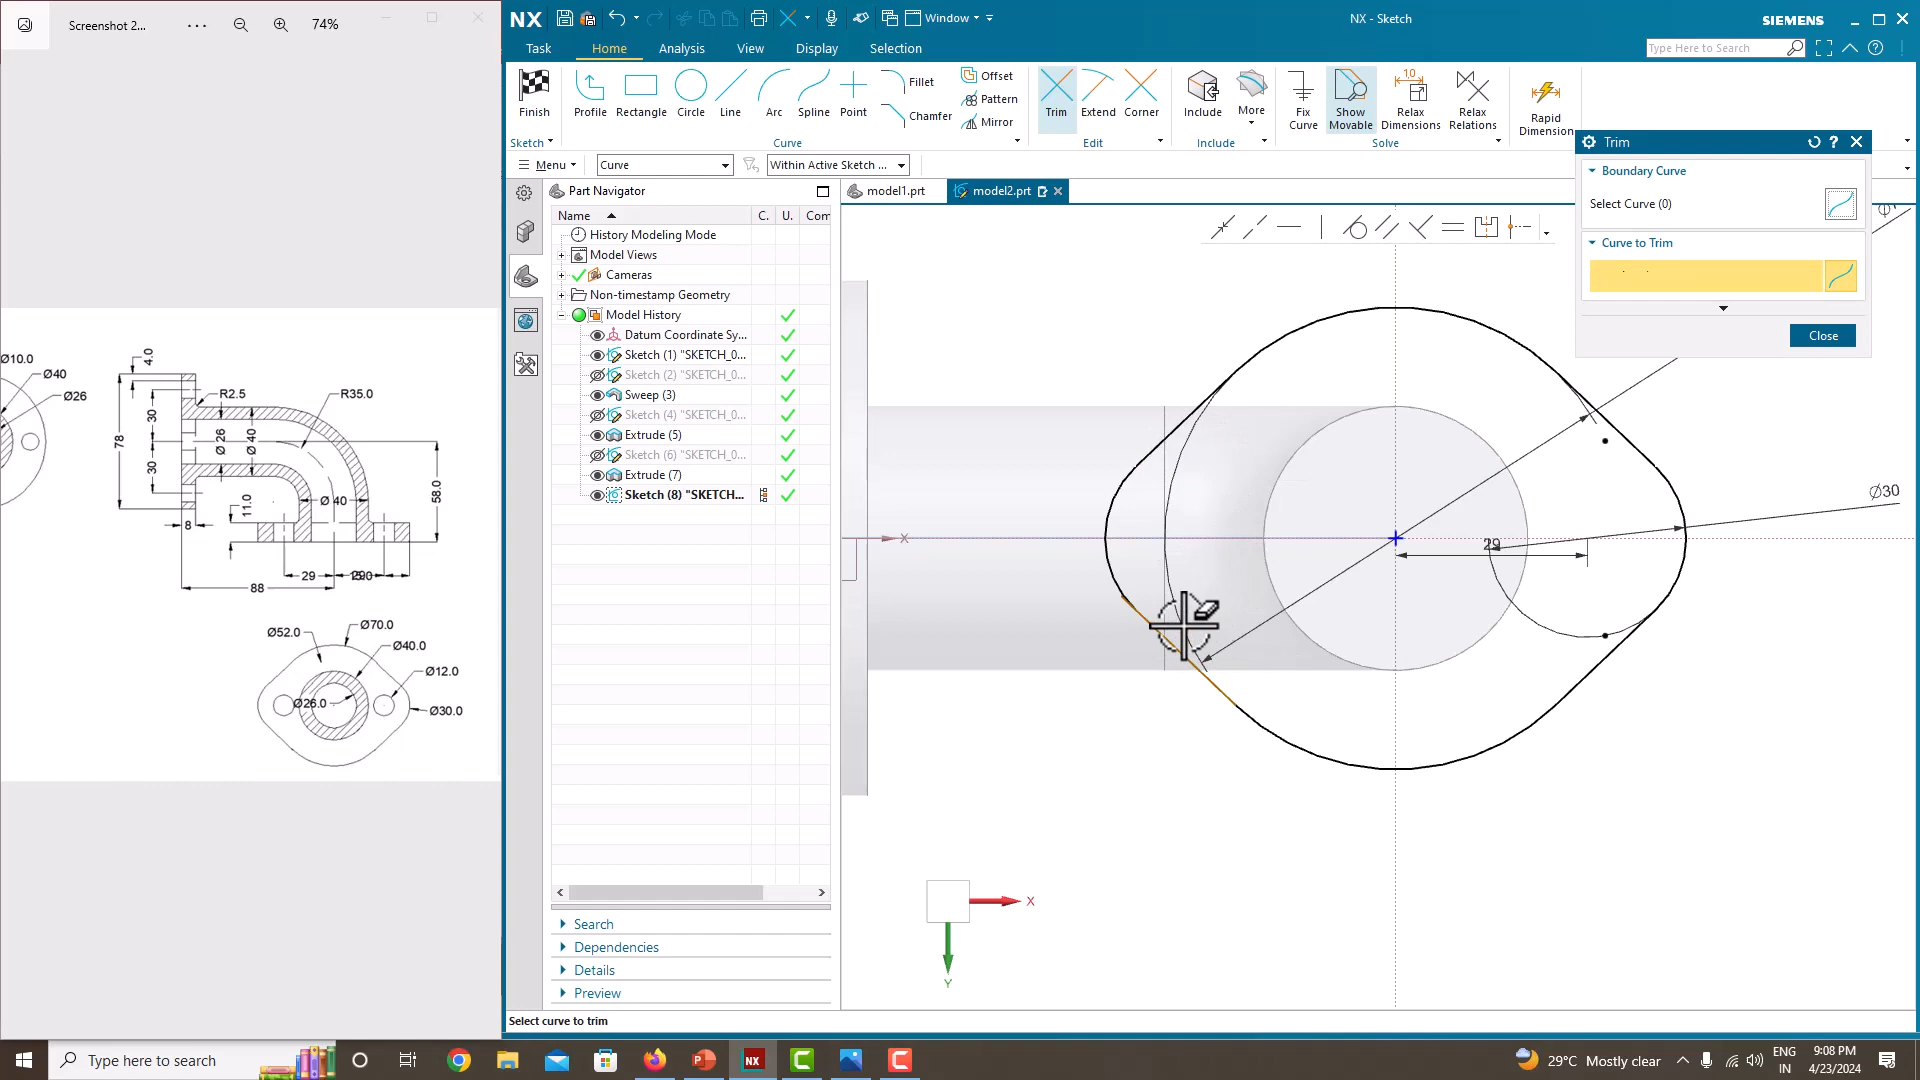 Screenshot 2...
74%
Ø10.0
Ø40
Ø26
4.0
R2.5
R35.0
30
78
Ø 26
Ø 40
30
11.0
Ø 40
58.0
8
29
88
Ø52.0
Ø70.0
Ø40.0
Ø12.0
Ø26.0
Ø30.0
NX
Window
NX - Sketch
SIEMENS
Task
Home
Analysis
View
Display
Selection
Type Here to Search
Finish
Profile
Rectangle
Circle
Line
Arc
Spline
Point
Fillet
Chamfer
Offset
Pattern
Mirror
Trim
Extend
Corner
Include
More
Fix Curve
Show Movable
Relax Dimensions
Relax Relations
Rapid Dimension
Sketch
Curve
Edit
Include
Solve
Menu
Curve
Within Active Sketch ...
Part Navigator
model1.prt
model2.prt
Name
C.
U.
Com
History Modeling Mode
Model Views
Cameras
Non-timestamp Geometry
Model History
Datum Coordinate Sy...
Sketch (1) "SKETCH_0...
Sketch (2) "SKETCH_0...
Sweep (3)
Sketch (4) "SKETCH_0...
Extrude (5)
Sketch (6) "SKETCH_0...
Extrude (7)
Sketch (8) "SKETCH...
Search
Dependencies
Details
Preview
Trim
Boundary Curve
Select Curve (0)
Curve to Trim
Close
Ø30
29
X
X
Y
Select curve to trim
Type here to search
NX
29°C Mostly clear
ENG
IN
9:08 PM
4/23/2024